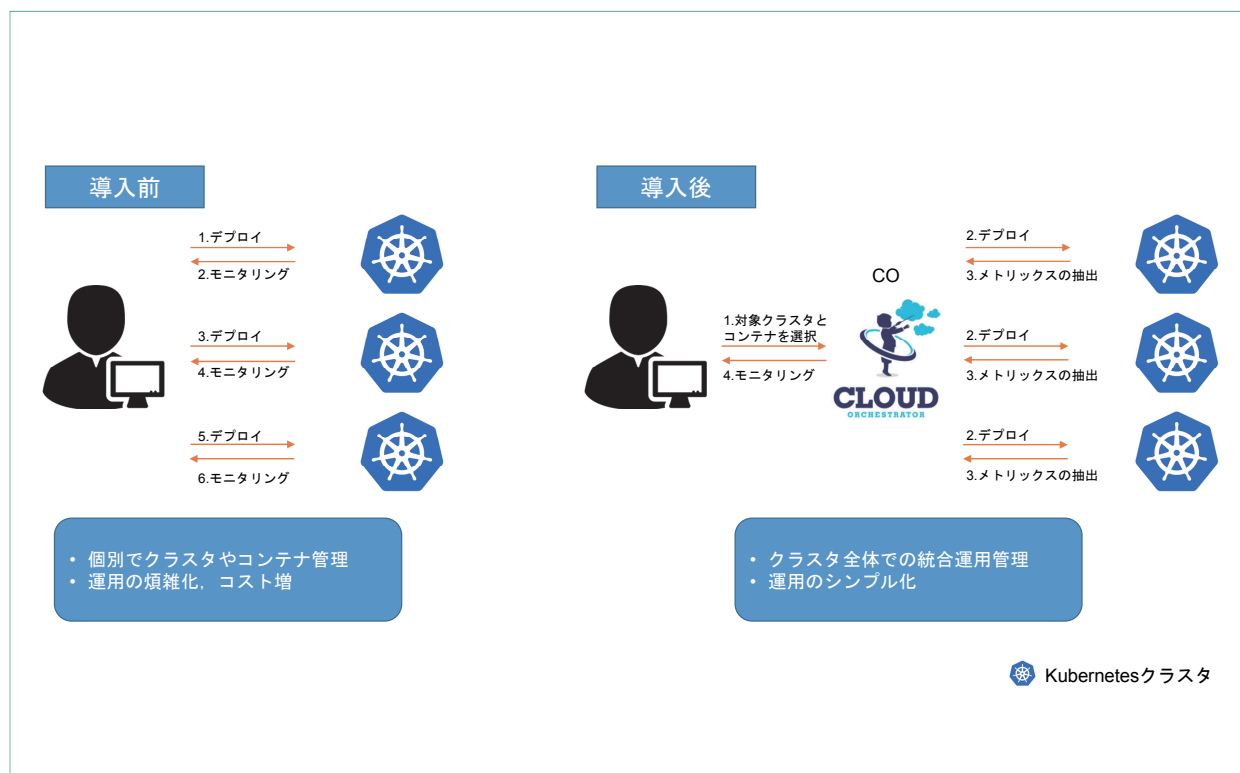 導入前
1.デプロイ
2.モニタリング
3.デプロイ
4.モニタリング
5.デプロイ
6.モニタリング
• 個別でクラスタやコンテナ管理
• 運用の煩雑化，コスト増
導入後
1.対象クラスタと
コンテナを選択
4.モニタリング
CO
CLOUD
ORCHESTRATOR
2.デプロイ
3.メトリックスの抽出
2.デプロイ
3.メトリックスの抽出
2.デプロイ
3.メトリックスの抽出
• クラスタ全体での統合運用管理
• 運用のシンプル化
Kubernetesクラスタ